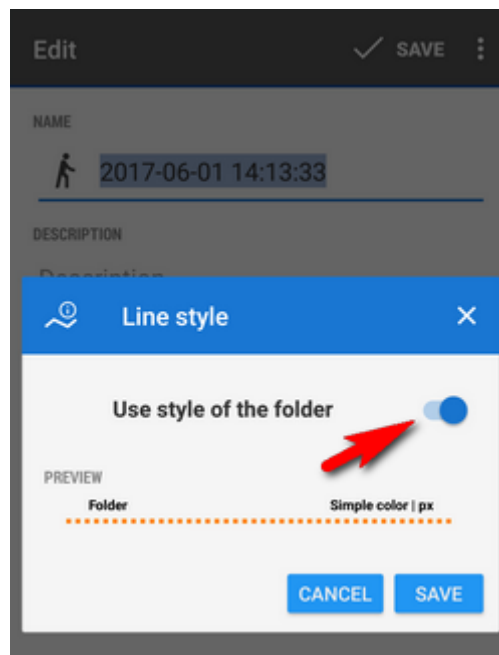 Edit
SAVE
NAME
2017-06-01 14:13:33
DESCRIPTION
Description
Line style
Use style of the folder
PREVIEW
Folder
Simple color | px
CANCEL
SAVE